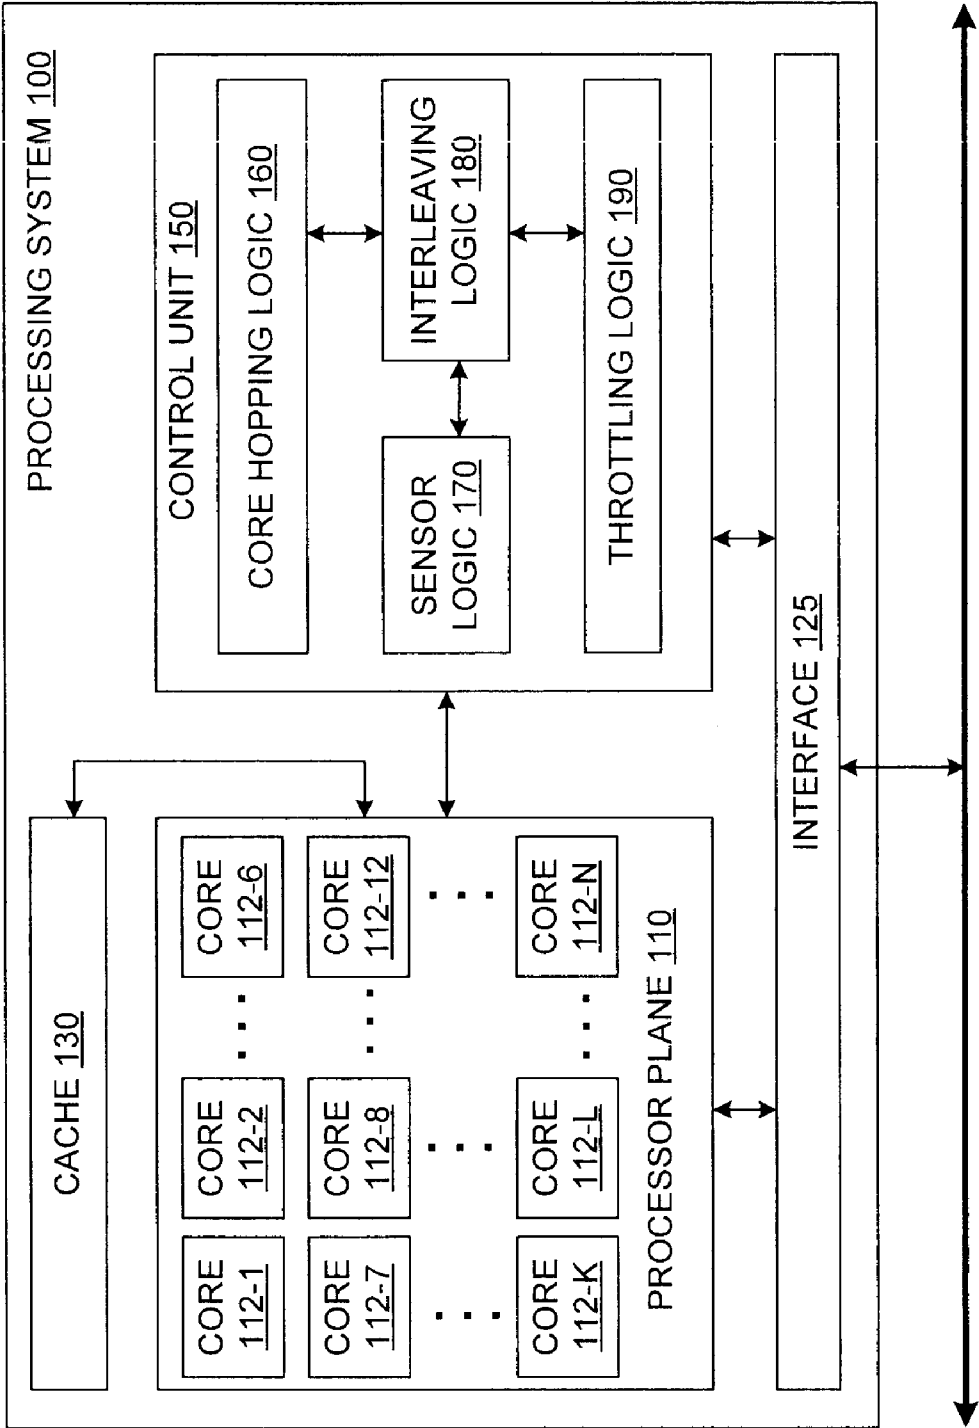 PROCESSING SYSTEM 100
CACHE 130
CORE
112-1
CORE
112-2
CORE
112-6
CORE
112-7
CORE
112-8
CORE
112-12
CORE
112-K
CORE
112-L
CORE
112-N
PROCESSOR PLANE 110
CONTROL UNIT 150
CORE HOPPING LOGIC 160
SENSOR
LOGIC 170
INTERLEAVING
LOGIC 180
THROTTLING LOGIC 190
INTERFACE 125